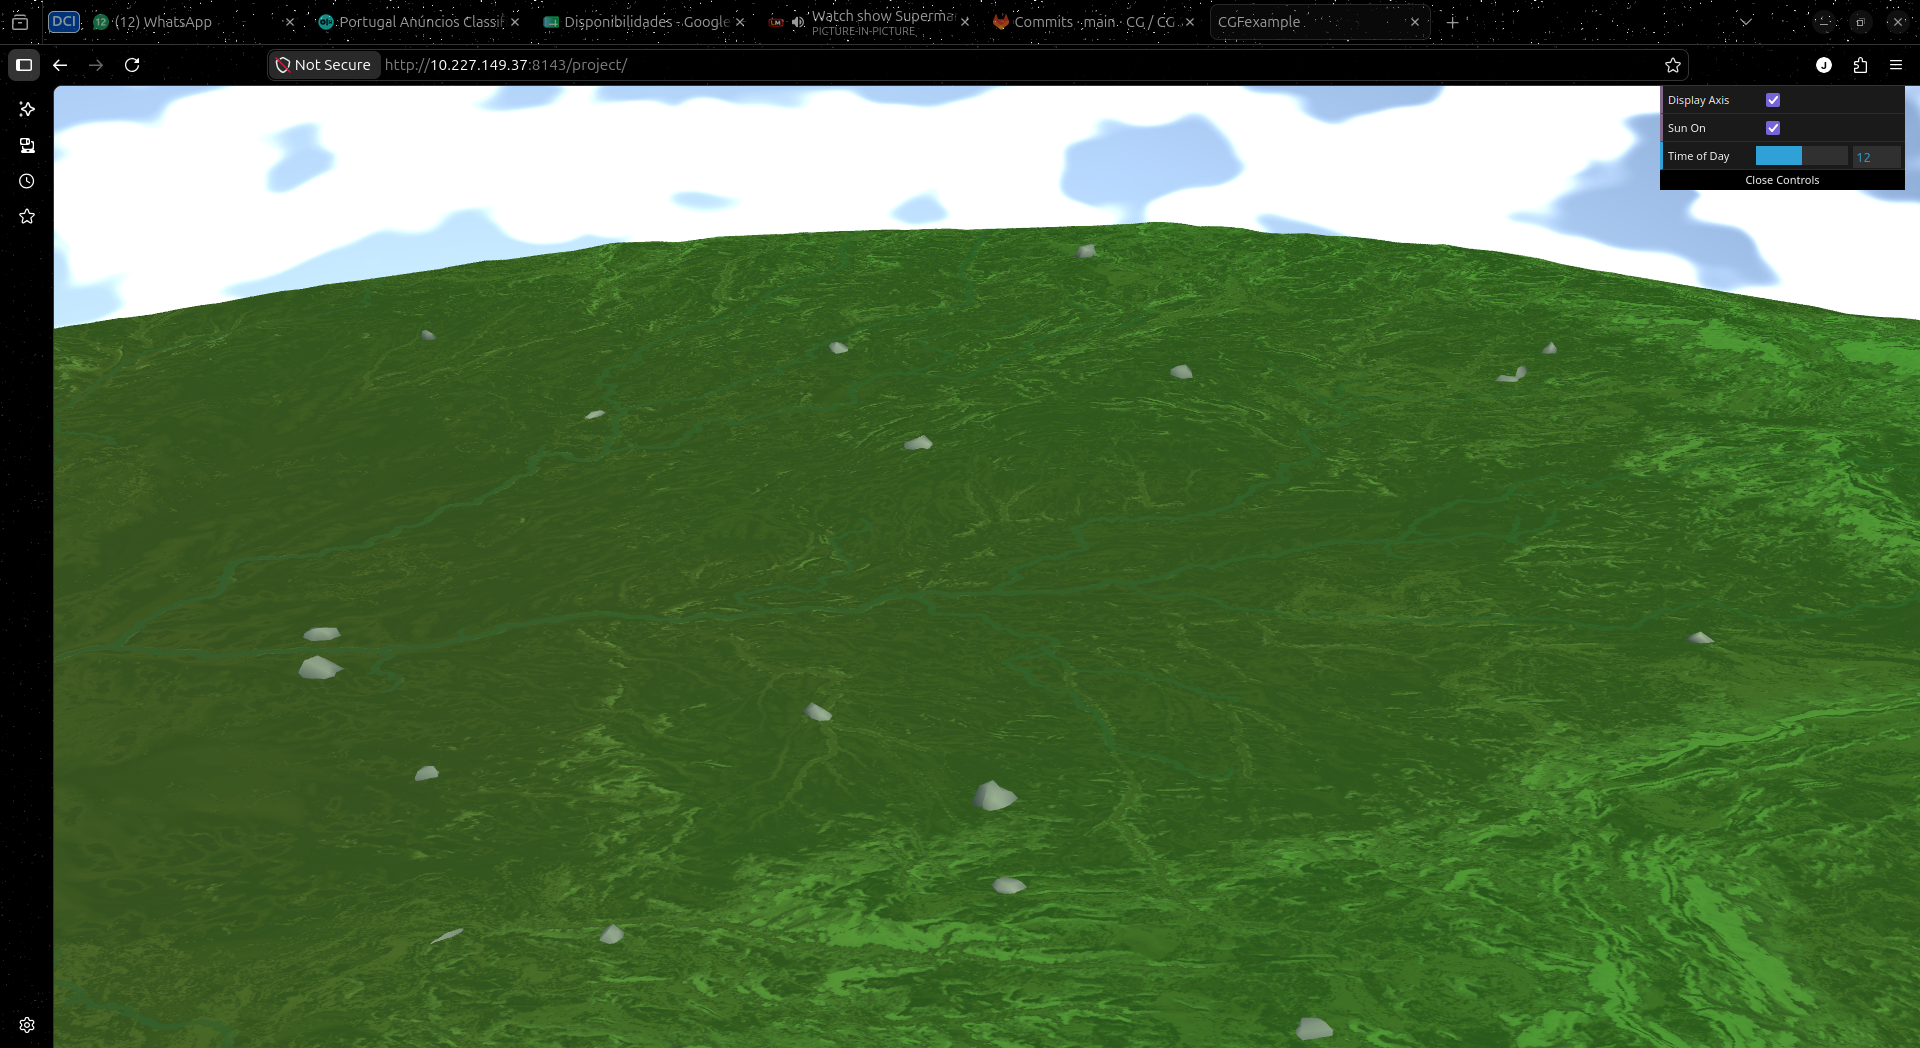 DCI
12
(12) WhatsApp
Portugal Anúncios Classif
Disponibilidades - Google
Watch show Superma
PICTURE-IN-PICTURE
Commits · main · CG / CG
CGFexample
Not Secure
http://10.227.149.37:8143/project/
J
Display Axis
Sun On
Time of Day
12
Close Controls